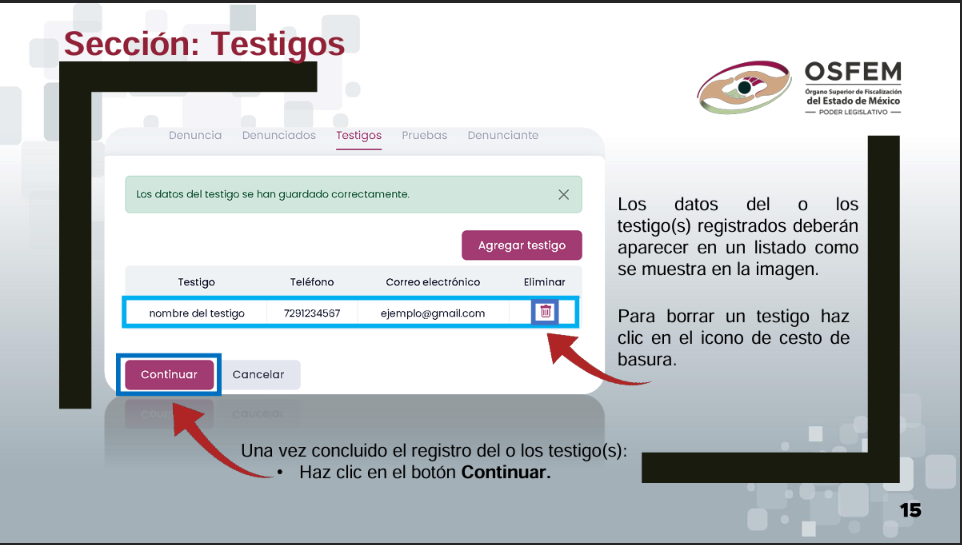 Sección: Testigos
OSFEM
Órgano Superior de Fiscalización
del Estado de México
PODER LEGISLATIVO
Denuncia Denunciados Testigos Pruebas Denunciante
Los datos del testigo se han guardado correctamente.
Agregar testigo
Testigo Teléfono Correo electrónico Eliminar
nombre del testigo 7291234567 ejemplo@gmail.com
Continuar Cancelar
Los datos del o los
testigo(s) registrados deberán
aparecer en un listado como
se muestra en la imagen.
Para borrar un testigo haz
clic en el icono de cesto de
basura.
Una vez concluido el registro del o los testigo(s):
• Haz clic en el botón Continuar.
15